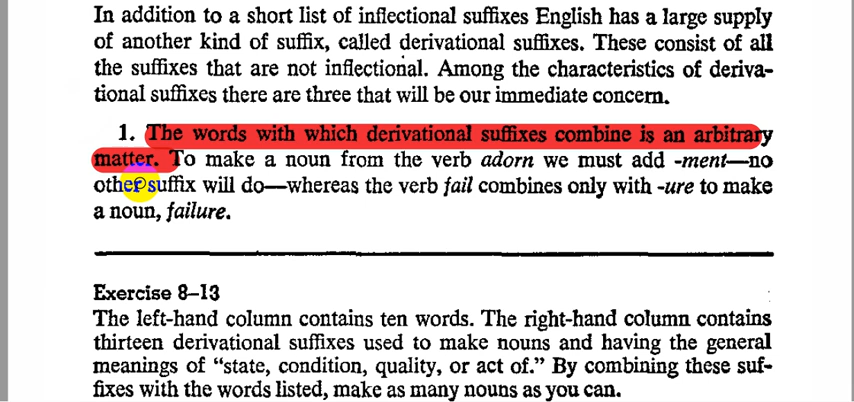 In addition to a short list of inflectional suffixes English has a large supply
of another kind of suffix, called derivational suffixes. These consist of all
the suffixes that are not inflectional. Among the characteristics of deriva-
tional suffixes there are three that will be our immediate concern.
1. The words with which derivational suffixes combine is an arbitrary
matter. To make a noun from the verb adorn we must add -ment—no
other suffix will do—whereas the verb fail combines only with -ure to make
a noun, failure.
Exercise 8–13
The left-hand column contains ten words. The right-hand column contains
thirteen derivational suffixes used to make nouns and having the general
meanings of “state, condition, quality, or act of.” By combining these suf-
fixes with the words listed, make as many nouns as you can.